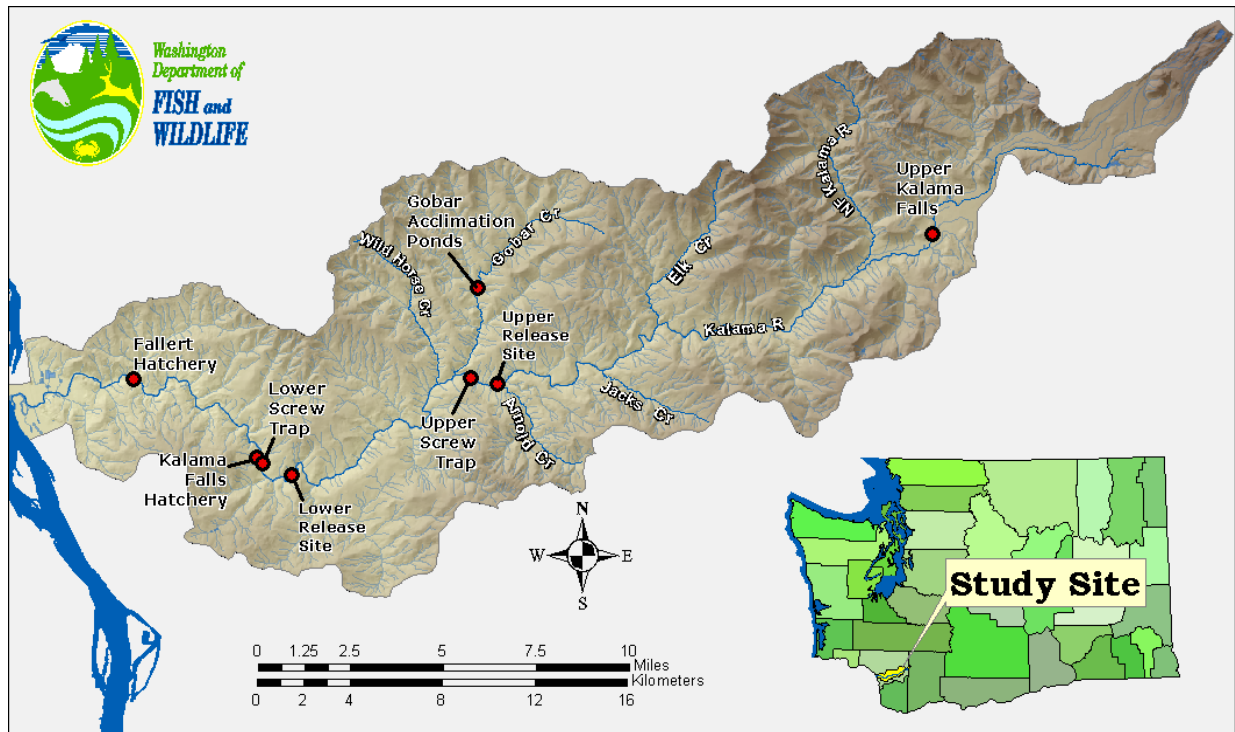 Washington
Department of
FISH and
WILDLIFE
Upper
Kalama
Falls
NF Kalama R
Gobar
Acclimation
Ponds
Gobar Cr
Wild Horse Cr
Elk Cr
Kalama R
Upper
Release
Site
Fallert
Hatchery
Lower
Screw
Trap
Jacks Cr
Arnold Cr
Upper
Screw
Trap
Kalama
Falls
Hatchery
Lower
Release
Site
N
W
E
S
Study Site
0 1.25 2.5 5 7.5 10
Miles
Kilometers
0 2 4 8 12 16